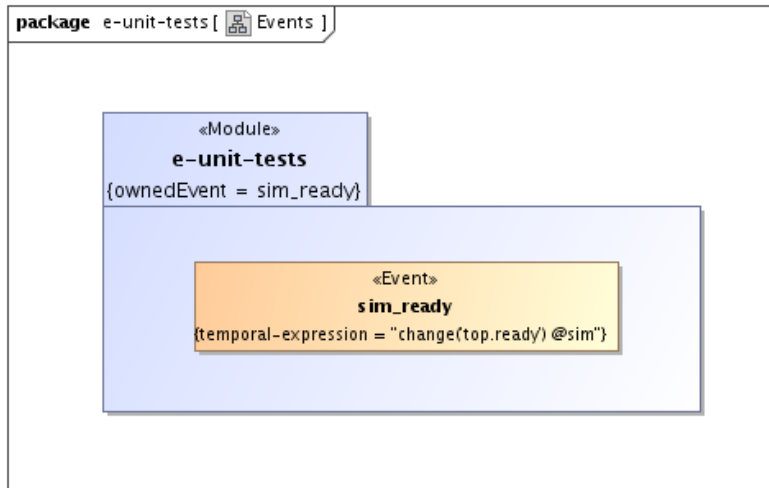 package e-unit-tests [ Events ]
«Module»
e-unit-tests
{ownedEvent = sim_ready}
«Event»
sim_ready
{temporal-expression = "change('top.ready') @sim"}